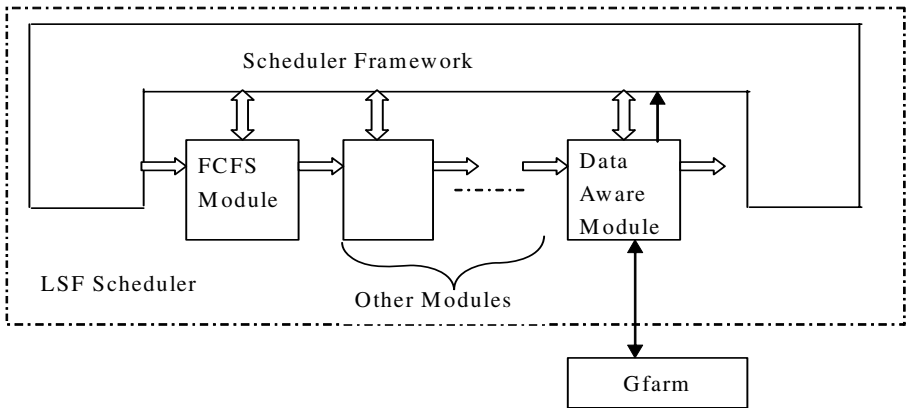 Scheduler Framework
FCFS
Module
Data
Aware
Module
LSF Scheduler
Other Modules
Gfarm